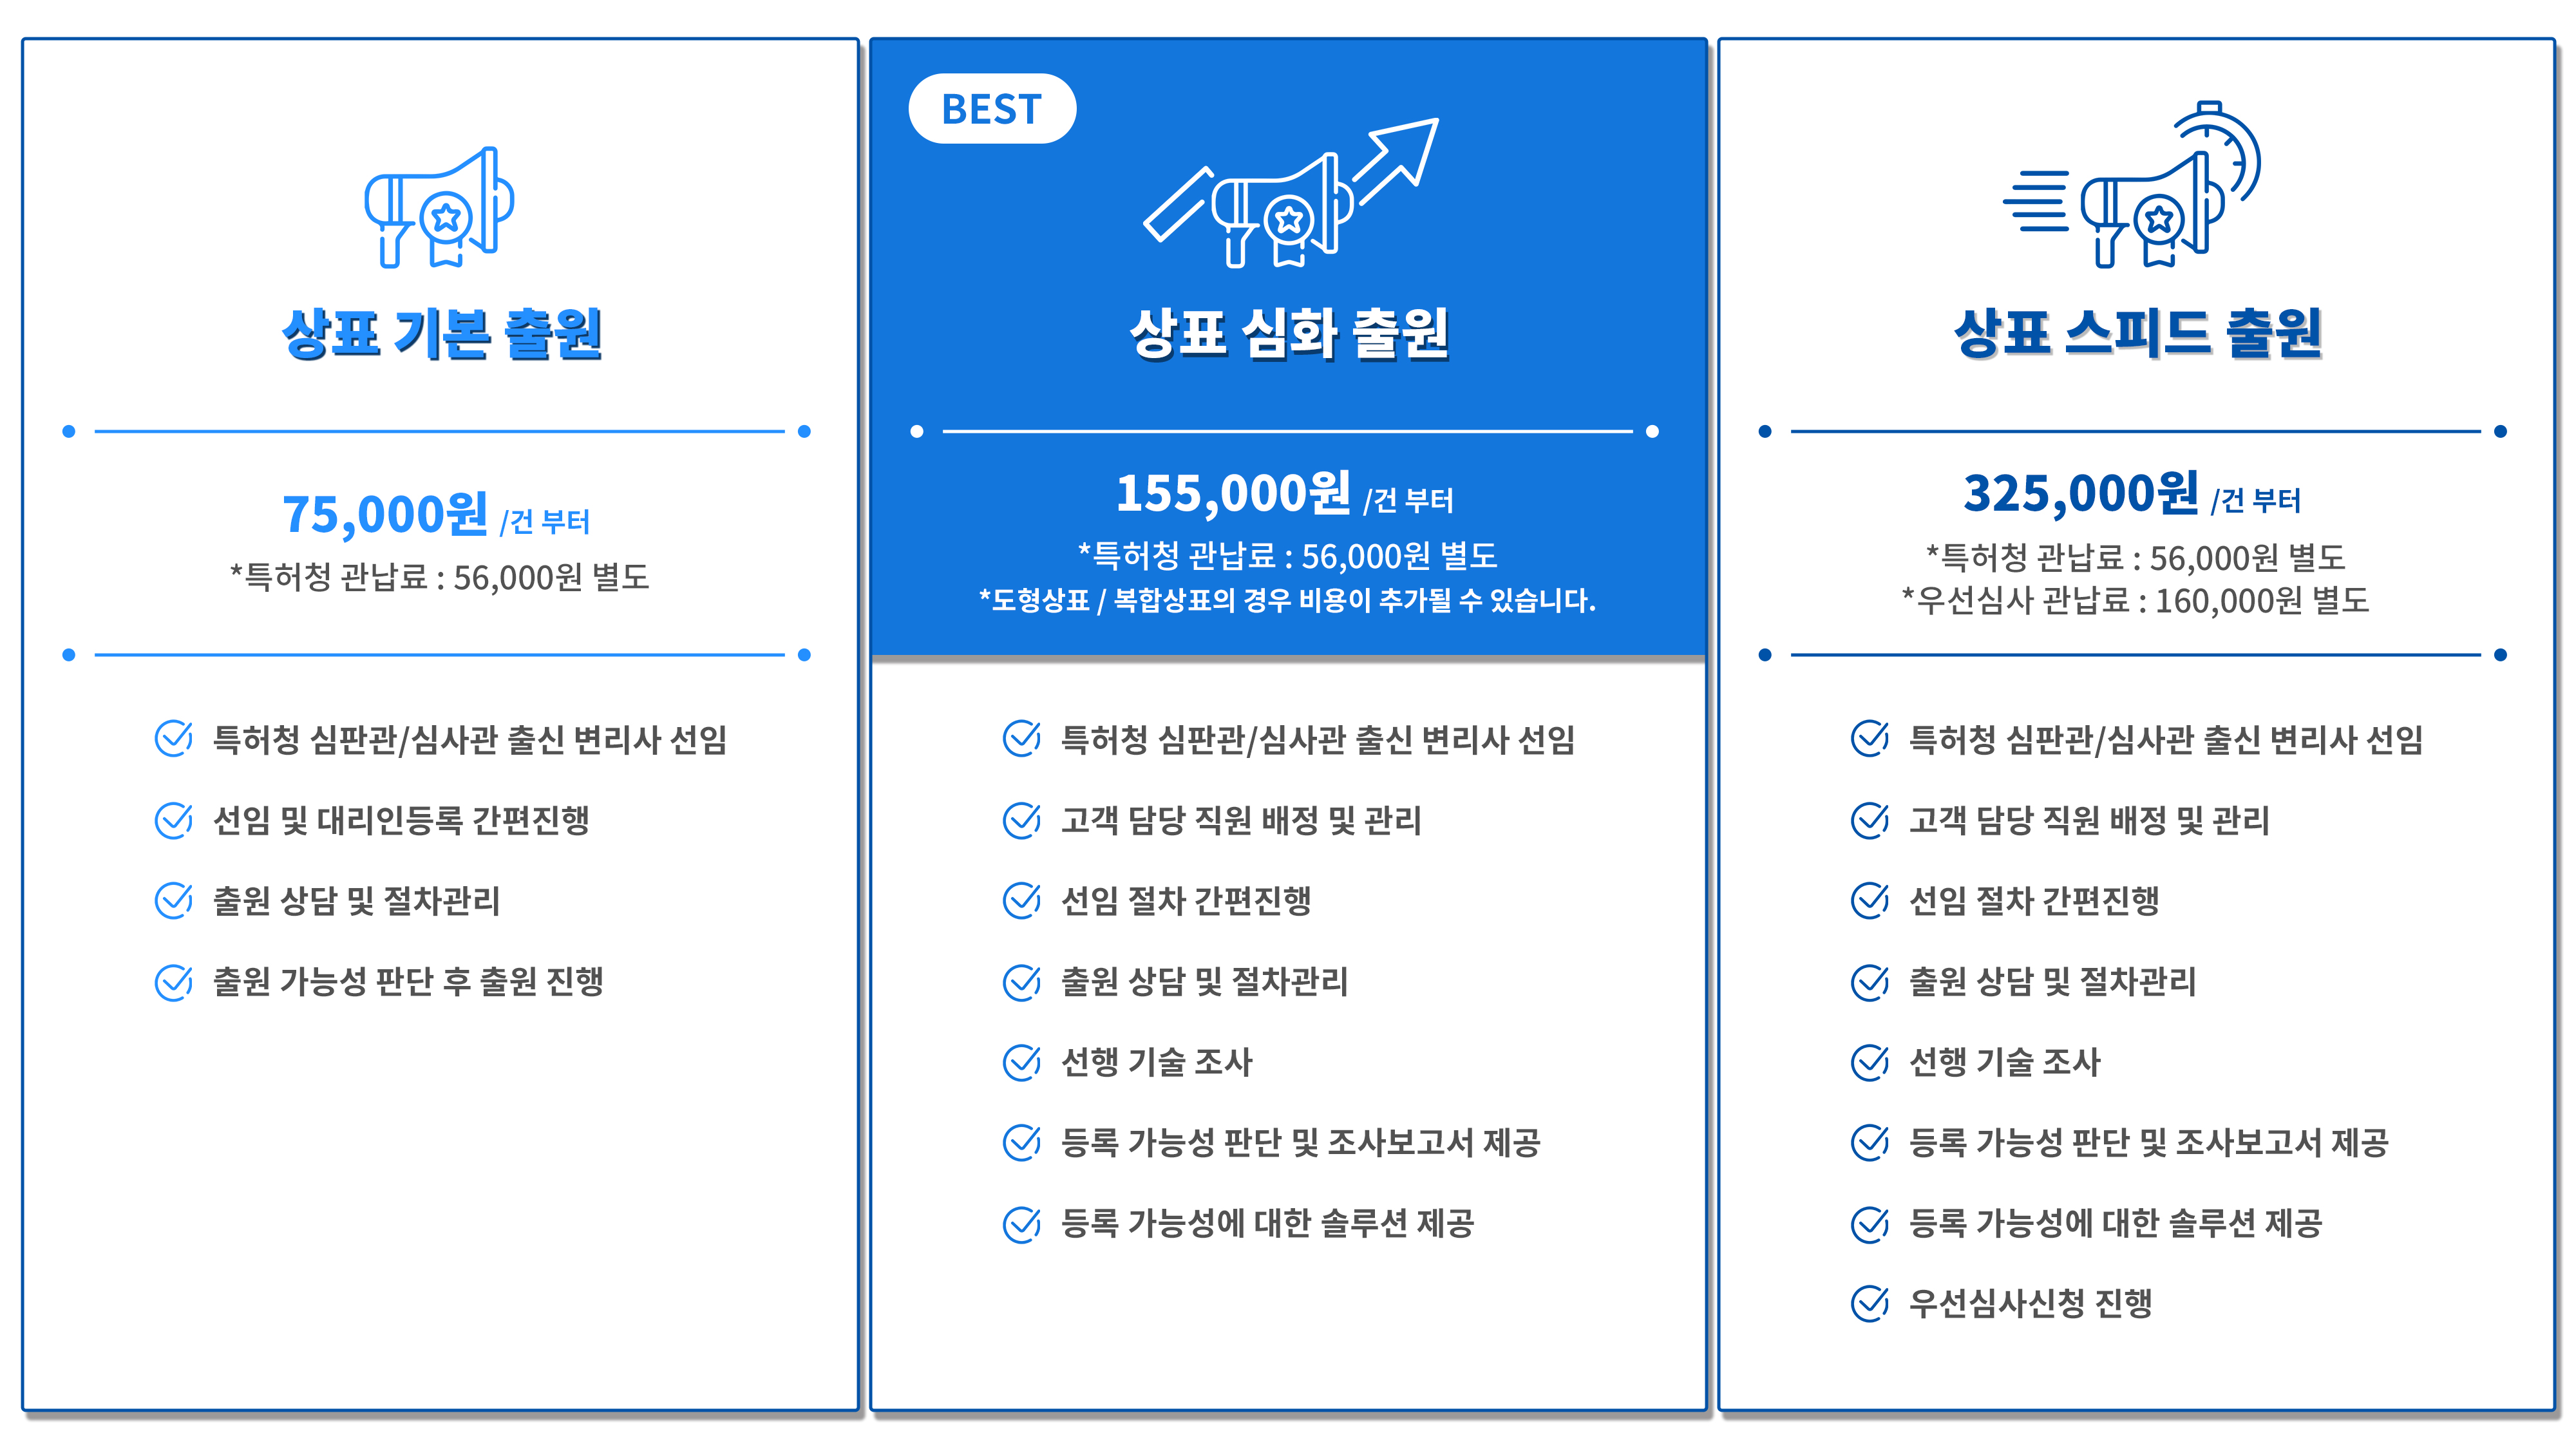 상표 기본 출원
75,000원 /건 부터
*특허청 관납료 : 56,000원 별도
특허청 심판관/심사관 출신 변리사 선임
선임 및 대리인등록 간편진행
출원 상담 및 절차관리
출원 가능성 판단 후 출원 진행
BEST
상표 심화 출원
155,000원 /건 부터
*특허청 관납료 : 56,000원 별도
*도형상표 / 복합상표의 경우 비용이 추가될 수 있습니다.
특허청 심판관/심사관 출신 변리사 선임
고객 담당 직원 배정 및 관리
선임 절차 간편진행
출원 상담 및 절차관리
선행 기술 조사
등록 가능성 판단 및 조사보고서 제공
등록 가능성에 대한 솔루션 제공
상표 스피드 출원
325,000원 /건 부터
*특허청 관납료 : 56,000원 별도
*우선심사 관납료 : 160,000원 별도
특허청 심판관/심사관 출신 변리사 선임
고객 담당 직원 배정 및 관리
선임 절차 간편진행
출원 상담 및 절차관리
선행 기술 조사
등록 가능성 판단 및 조사보고서 제공
등록 가능성에 대한 솔루션 제공
우선심사신청 진행